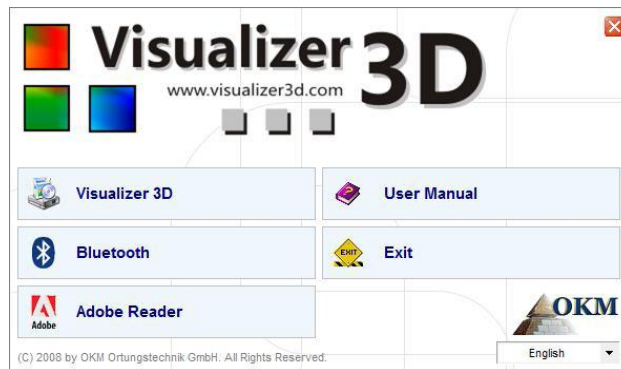 Visualizer 3D
www.visualizer3d.com
Visualizer 3D
User Manual
Bluetooth
EXIT
Exit
Adobe
Adobe Reader
OKM
(C) 2008 by OKM Ortungstechnik GmbH. All Rights Reserved.
English